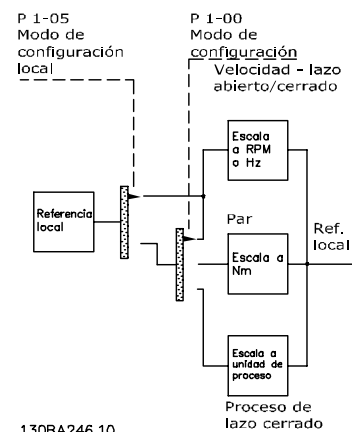 P 1-05
Modo de
configuración
local
P 1-00
Modo de
configuración
Velocidad - lazo
abierto/cerrado
Escala
a RPM
o Hz
Referencia
local
Par
Escala a
Nm
Ref.
local
Escala a
unidad de
proceso
Proceso de
lazo cerrado
130BA246.10